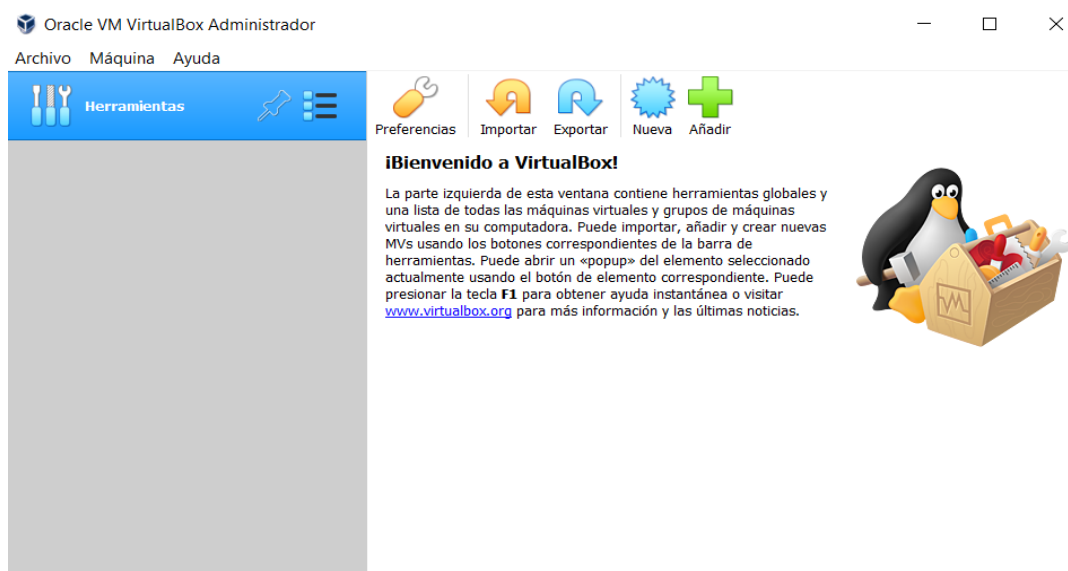 Oracle VM VirtualBox Administrador
Archivo Máquina Ayuda
Herramientas
Preferencias Importar Exportar Nueva Añadir
¡Bienvenido a VirtualBox!
La parte izquierda de esta ventana contiene herramientas globales y
una lista de todas las máquinas virtuales y grupos de máquinas
virtuales en su computadora. Puede importar, añadir y crear nuevas
MVs usando los botones correspondientes de la barra de
herramientas. Puede abrir un «popup» del elemento seleccionado
actualmente usando el botón de elemento correspondiente. Puede
presionar la tecla F1 para obtener ayuda instantánea o visitar
www.virtualbox.org para más información y las últimas noticias.